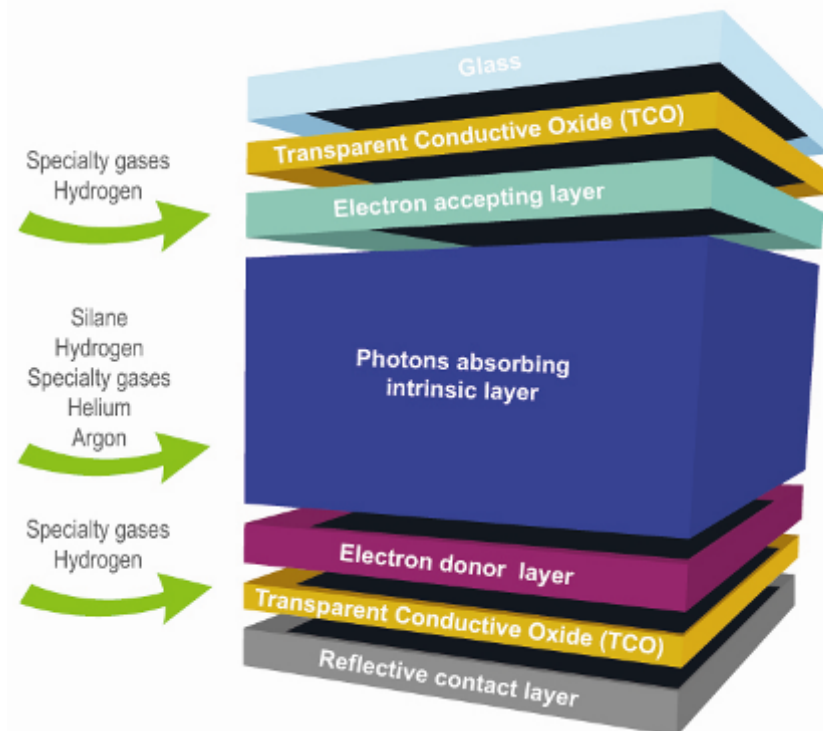 Glass
Transparent Conductive Oxide (TCO)
Specialty gases
Hydrogen
Electron accepting layer
Silane
Hydrogen
Specialty gases
Helium
Argon
Photons absorbing
intrinsic layer
Specialty gases
Hydrogen
Electron donor layer
Transparent Conductive Oxide (TCO)
Reflective contact layer